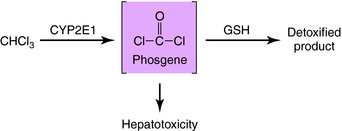 CHCl₃
CYP2E1
O
Cl–C–Cl
Phosgene
GSH
Detoxified
product
Hepatotoxicity